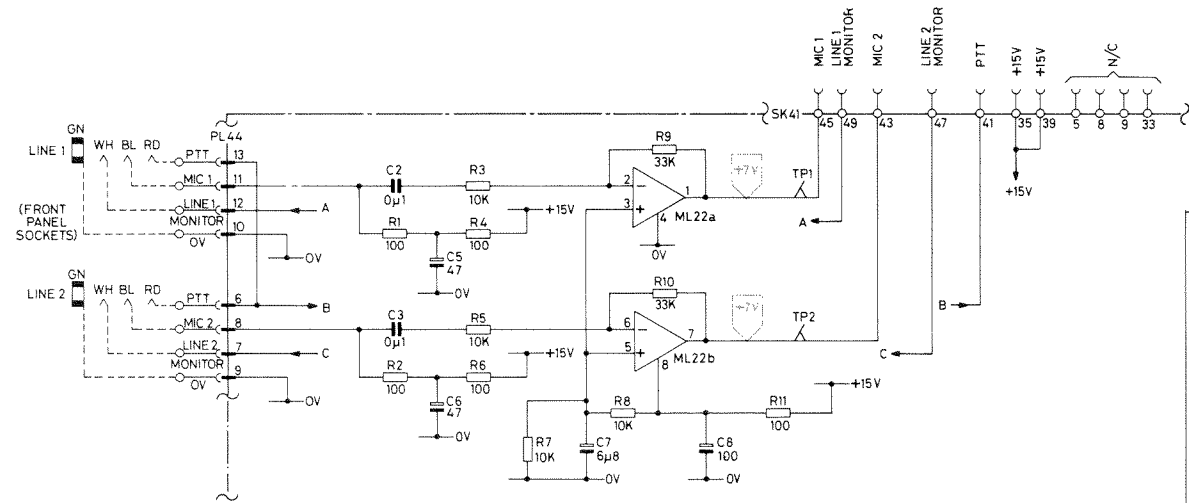 MIC 1
LINE 1
MONITOR
MIC 2
LINE 2
MONITOR
PTT
+15V
+15V
N/C
SK41
45
49
43
47
41
35
39
5
8
9
33
+15V
GN
LINE 1
WH
BL
RD
PL44
PTT
13
MIC 1
11
LINE 1
12
A
(FRONT
PANEL
SOCKETS)
MONITOR
0V
10
0V
C2
0µ1
R3
10K
R1
100
R4
100
+15V
C5
47
0V
R9
33K
2
3
1
4
ML22a
0V
+7V
TP1
A
GN
LINE 2
WH
BL
RD
PTT
6
B
MIC 2
8
LINE 2
7
C
MONITOR
0V
9
0V
C3
0µ1
R5
10K
R2
100
R6
100
+15V
C6
47
0V
R10
33K
6
5
7
8
ML22b
+7V
TP2
B
C
R7
10K
C7
6µ8
R8
10K
C8
100
R11
100
+15V
0V
0V